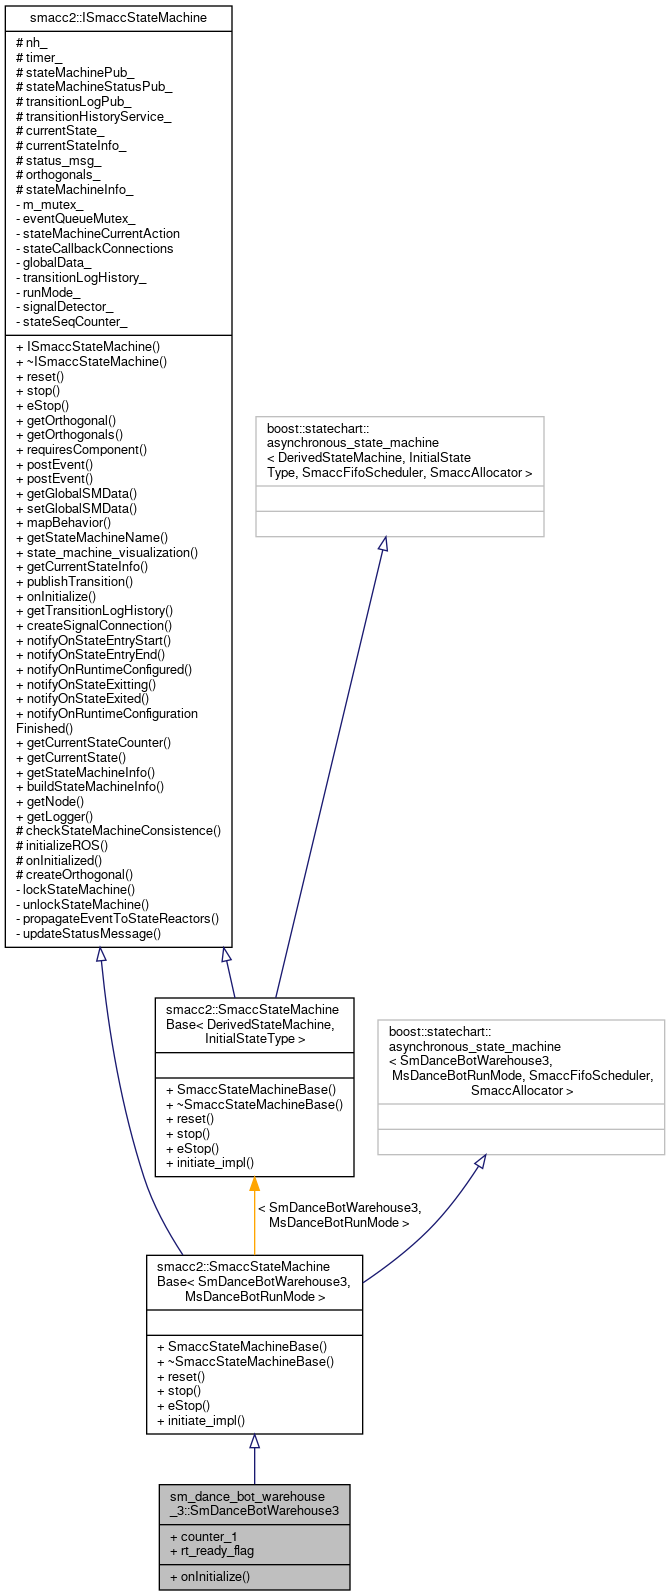 smacc2::ISmaccStateMachine
# nh_
# timer_
# stateMachinePub_
# stateMachineStatusPub_
# transitionLogPub_
# transitionHistoryService_
# currentState_
# currentStateInfo_
# status_msg_
# orthogonals_
# stateMachineInfo_
- m_mutex_
- eventQueueMutex_
- stateMachineCurrentAction
- stateCallbackConnections
- globalData_
- transitionLogHistory_
- runMode_
- signalDetector_
- stateSeqCounter_
+ ISmaccStateMachine()
+ ~ISmaccStateMachine()
+ reset()
+ stop()
+ eStop()
+ getOrthogonal()
+ getOrthogonals()
+ requiresComponent()
+ postEvent()
+ postEvent()
+ getGlobalSMData()
+ setGlobalSMData()
+ mapBehavior()
+ getStateMachineName()
+ state_machine_visualization()
+ getCurrentStateInfo()
+ publishTransition()
+ onInitialize()
+ getTransitionLogHistory()
+ createSignalConnection()
+ notifyOnStateEntryStart()
+ notifyOnStateEntryEnd()
+ notifyOnRuntimeConfigured()
+ notifyOnStateExitting()
+ notifyOnStateExited()
+ notifyOnRuntimeConfiguration
Finished()
+ getCurrentStateCounter()
+ getCurrentState()
+ getStateMachineInfo()
+ buildStateMachineInfo()
+ getNode()
+ getLogger()
# checkStateMachineConsistence()
# initializeROS()
# onInitialized()
# createOrthogonal()
- lockStateMachine()
- unlockStateMachine()
- propagateEventToStateReactors()
- updateStatusMessage()
boost::statechart::
asynchronous_state_machine
< DerivedStateMachine, InitialState
Type, SmaccFifoScheduler, SmaccAllocator >
smacc2::SmaccStateMachine
Base< DerivedStateMachine,
InitialStateType >
+ SmaccStateMachineBase()
+ ~SmaccStateMachineBase()
+ reset()
+ stop()
+ eStop()
+ initiate_impl()
boost::statechart::
asynchronous_state_machine
< SmDanceBotWarehouse3,
MsDanceBotRunMode, SmaccFifoScheduler,
SmaccAllocator >
< SmDanceBotWarehouse3,
MsDanceBotRunMode >
smacc2::SmaccStateMachine
Base< SmDanceBotWarehouse3,
MsDanceBotRunMode >
+ SmaccStateMachineBase()
+ ~SmaccStateMachineBase()
+ reset()
+ stop()
+ eStop()
+ initiate_impl()
sm_dance_bot_warehouse
_3::SmDanceBotWarehouse3
+ counter_1
+ rt_ready_flag
+ onInitialize()